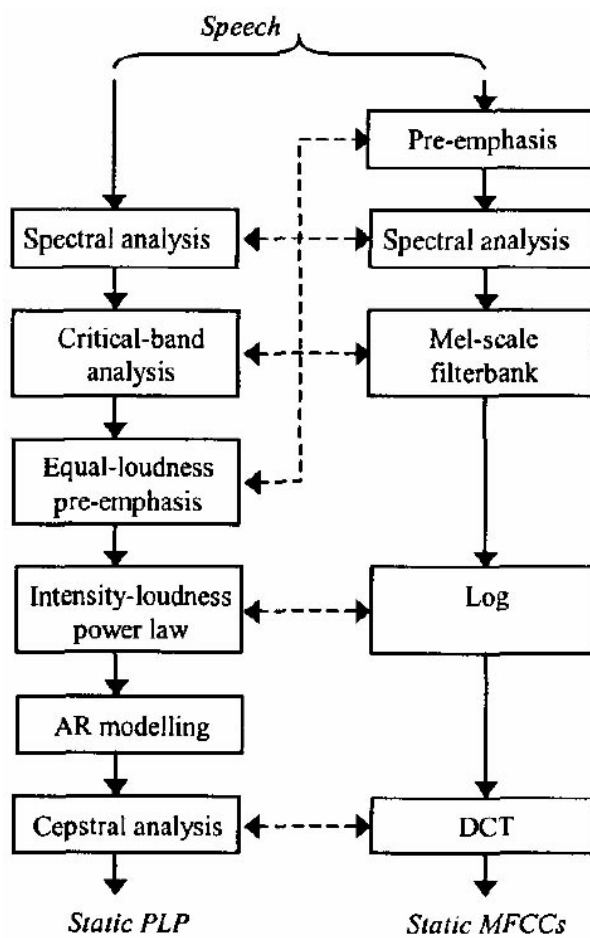 Speech
Pre-emphasis
Spectral analysis
Spectral analysis
Critical-band
analysis
Mel-scale
filterbank
Equal-loudness
pre-emphasis
Intensity-loudness
power law
Log
AR modelling
Cepstral analysis
DCT
Static PLP
Static MFCCs